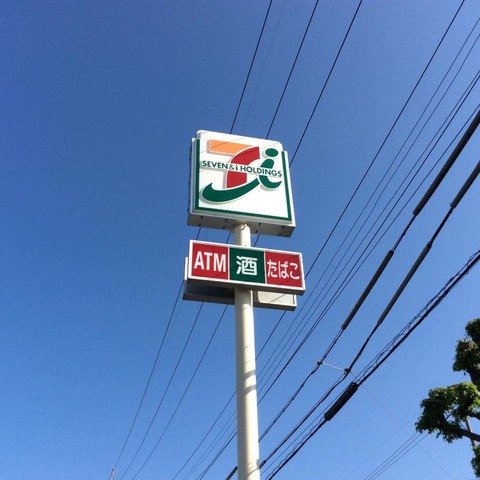 SEVEN & i HOLDINGS
ATM 酒 たばこ